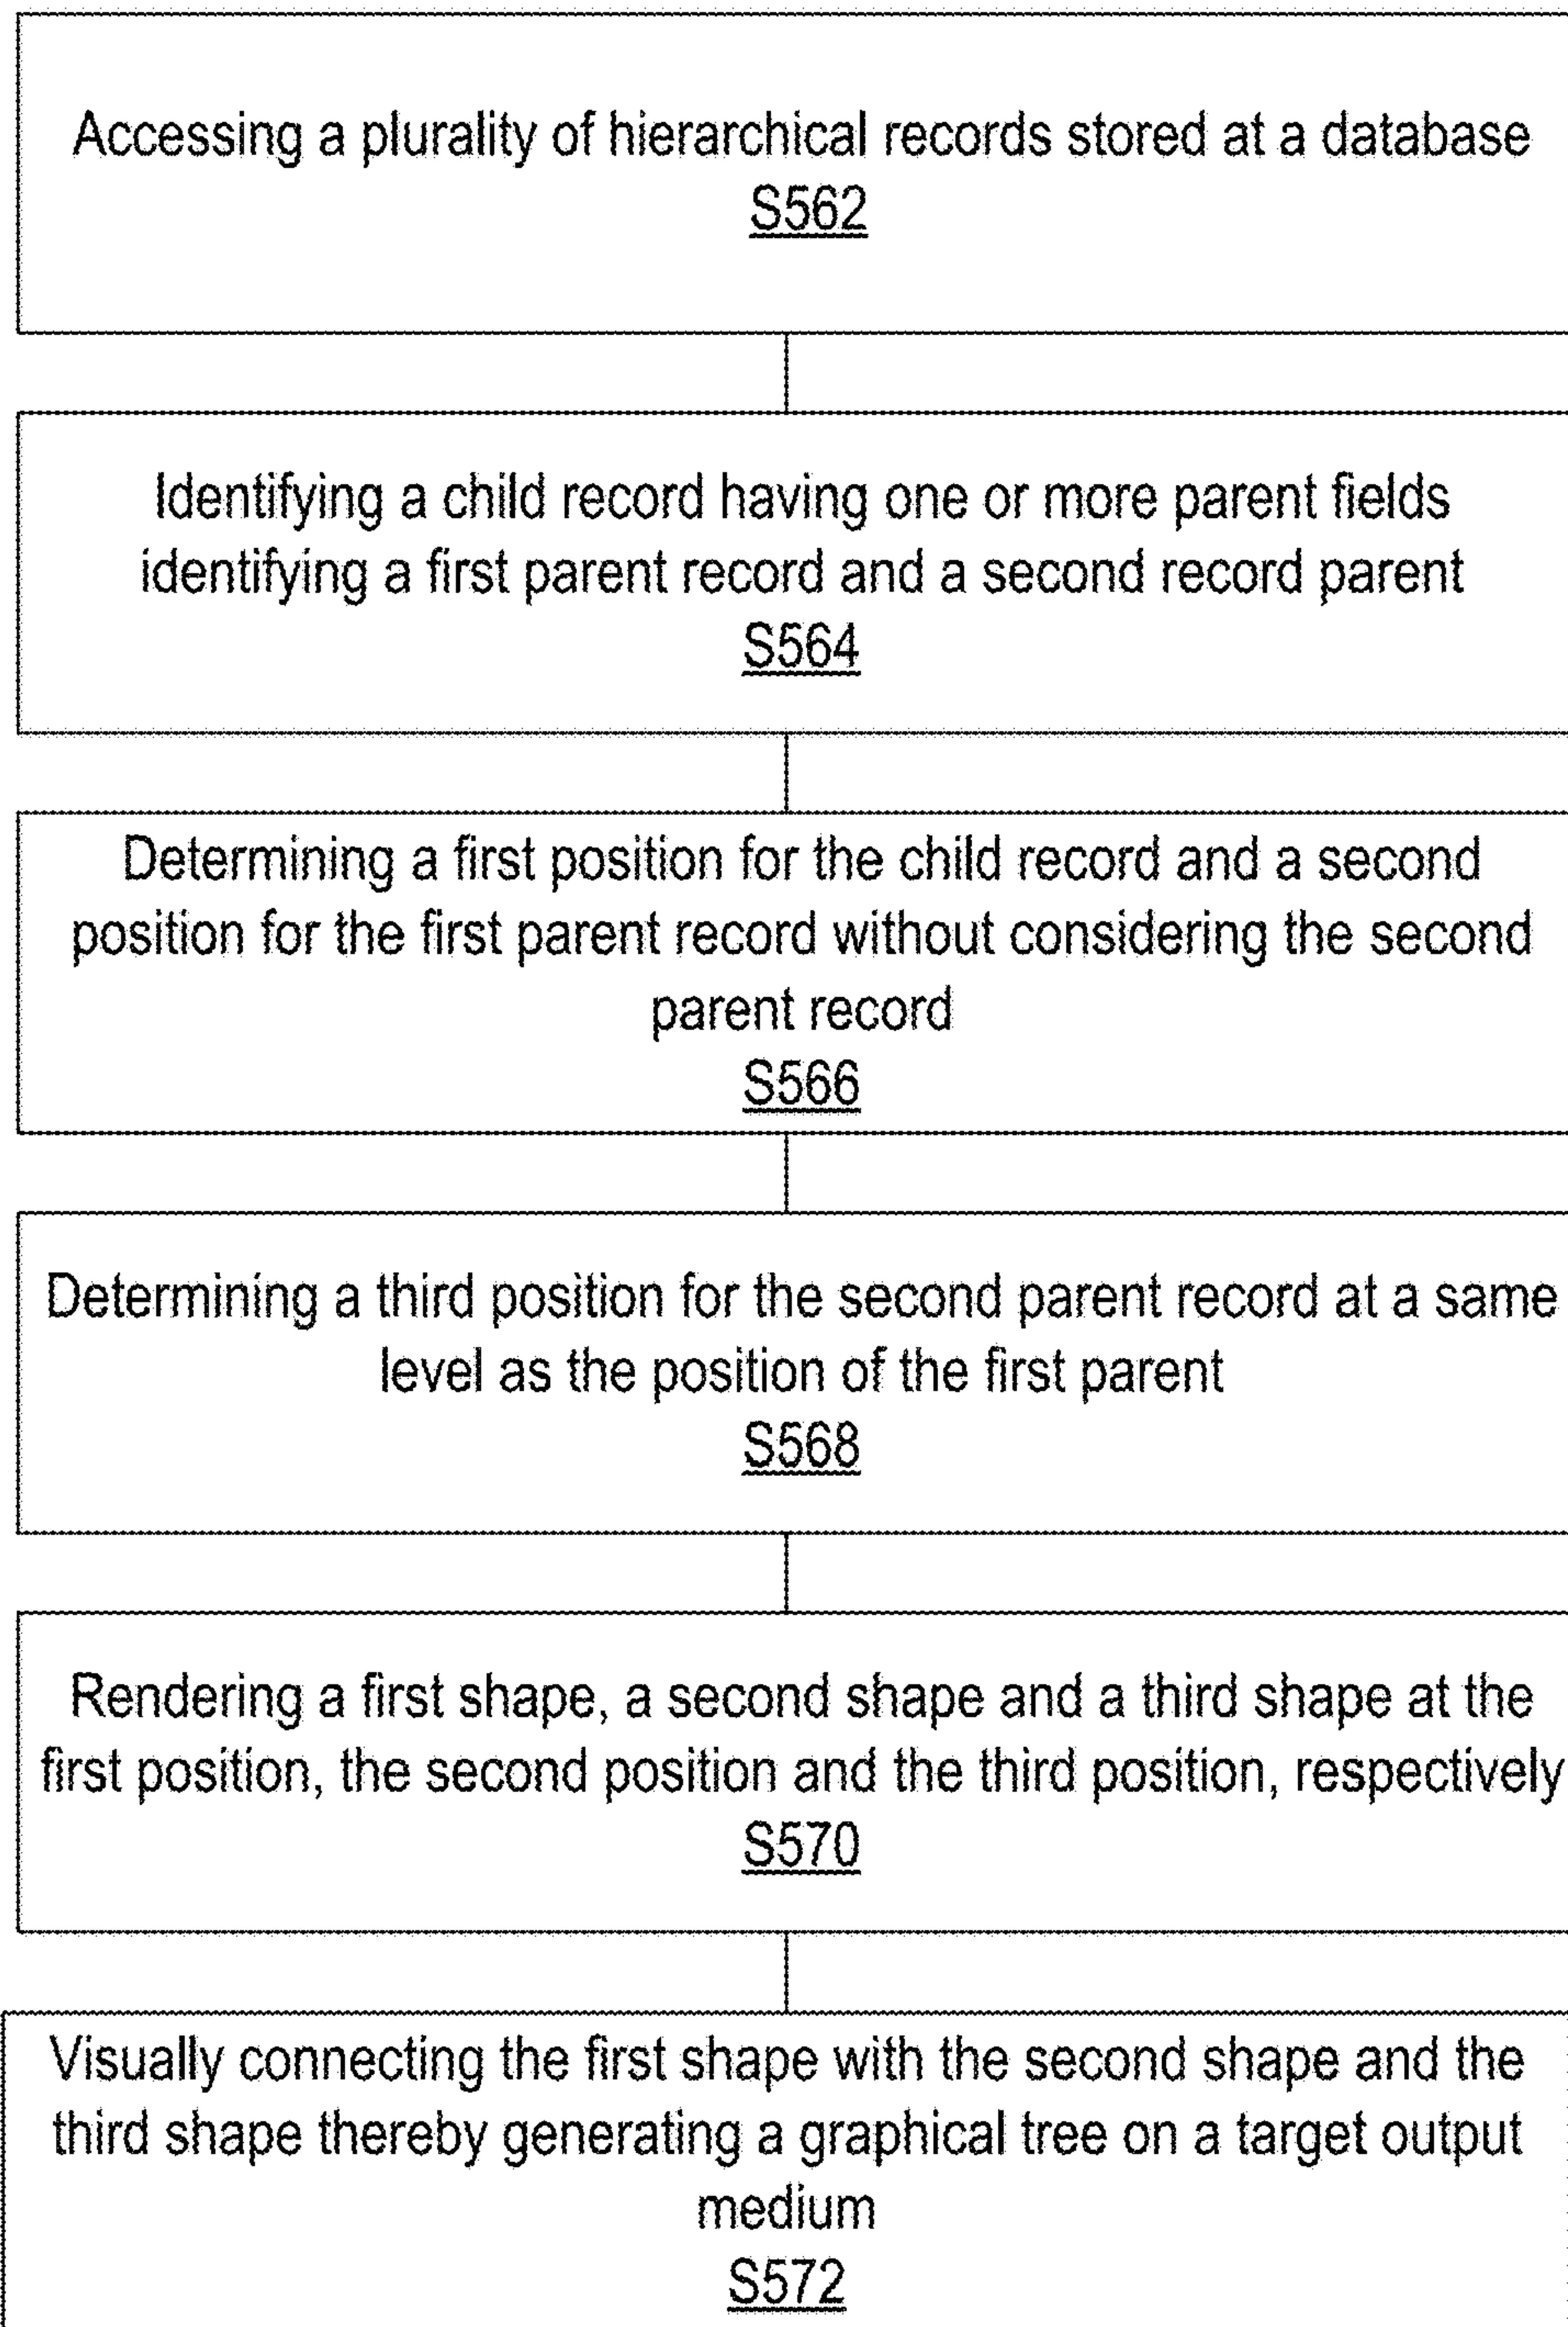 Accessing a plurality of hierarchical records stored at a database
S562
Identifying a child record having one or more parent fields
identifying a first parent record and a second record parent
S564
Determining a first position for the child record and a second
position for the first parent record without considering the second
parent record
S566
Determining a third position for the second parent record at a same
level as the position of the first parent
S568
Rendering a first shape, a second shape and a third shape at the
first position, the second position and the third position, respectively
S570
Visually connecting the first shape with the second shape and the
third shape thereby generating a graphical tree on a target output
medium
S572